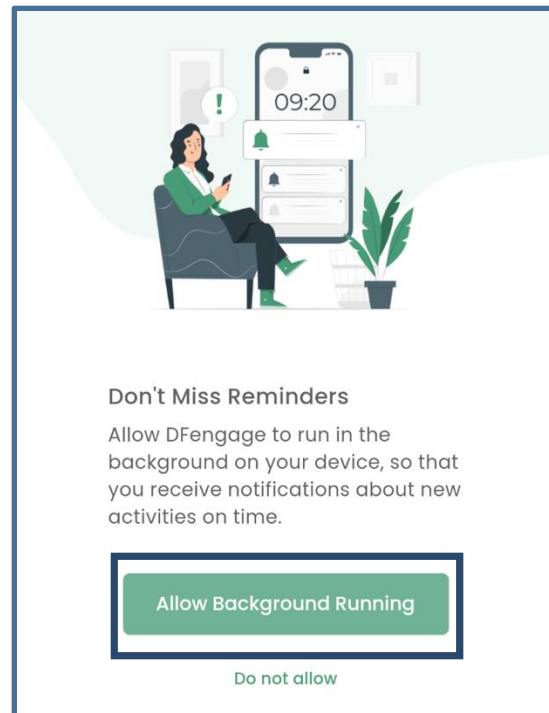 !
09:20
Don't Miss Reminders
Allow DFengage to run in the
background on your device, so that
you receive notifications about new
activities on time.
Allow Background Running
Do not allow